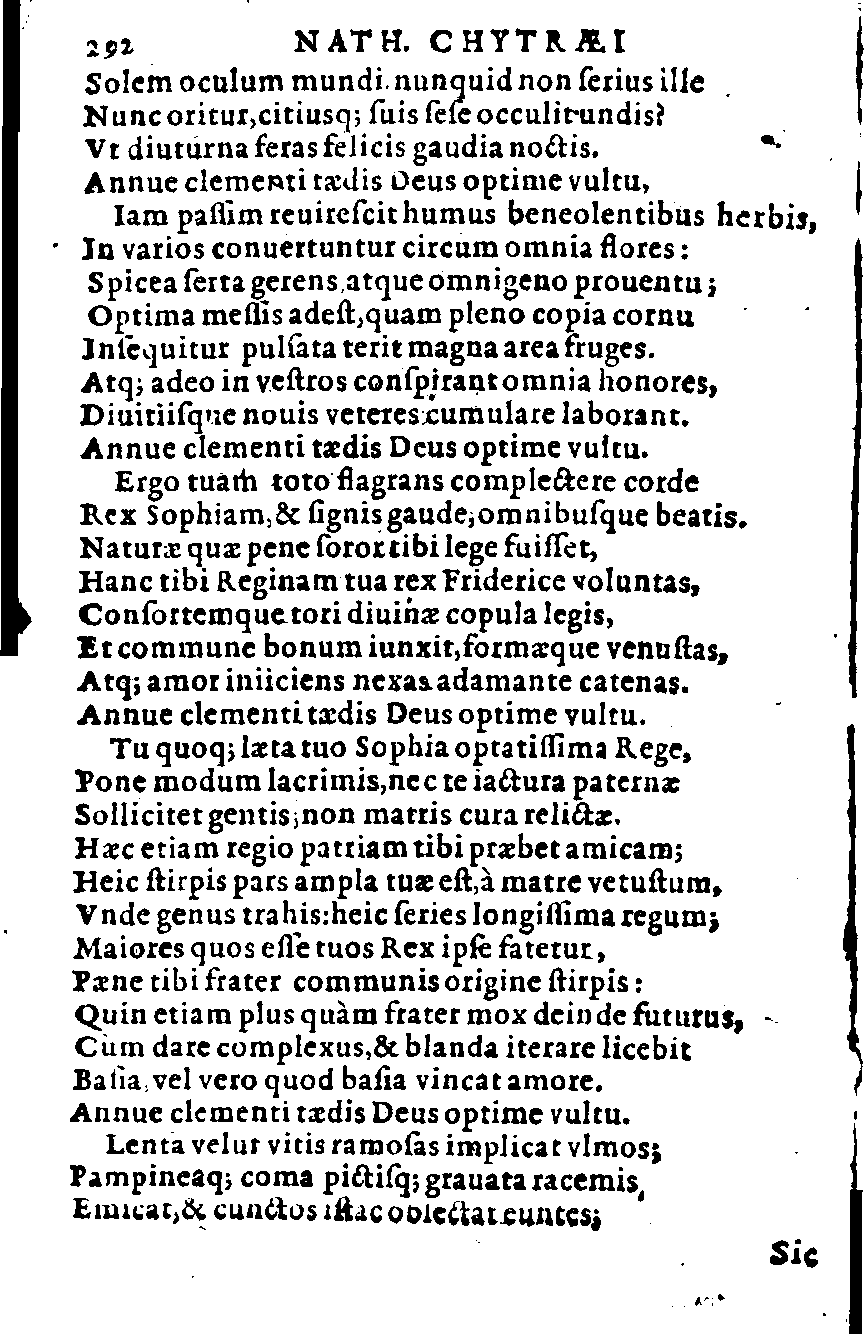 292 NATH. CHYTRÆI
Solem oculum mundi. nunquid non ſerius ille
Nunc oritur, citiusq; ſuis ſeſe occulit undis?
Vt diuturna feras felicis gaudia noctis.
Annue clementi tædis Deus optime vultu,
Iam paſſim reuireſcit humus beneolentibus herbis,
In varios conuertuntur circum omnia flores:
Spicea ſerta gerens, atque omnigeno prouentu;
Optima meſſis adeſt, quam pleno copia cornu
Inſequitur pulſata terit magna area fruges.
Atq; adeo in veſtros conſpirant omnia honores,
Diuitiiſque nouis veteres cumulare laborant.
Annue clementi tædis Deus optime vultu.
Ergo tuam toto flagrans complectere corde
Rex Sophiam, & ſignis gaude, omnibuſque beatis.
Naturæ quæ pene ſoror tibi lege fuiſſet,
Hanc tibi Reginam tua rex Friderice voluntas,
Conſortemque tori diuinæ copula legis,
Et commune bonum iunxit, formæque venuſtas,
Atq; amor iniiciens nexas adamante catenas.
Annue clementi tædis Deus optime vultu.
Tu quoq; læta tuo Sophia optatiſſima Rege,
Pone modum lacrimis, nec te iactura paternæ
Sollicitet gentis; non matris cura relictæ.
Hæc etiam regio patriam tibi præbet amicam;
Heic ſtirpis pars ampla tuæ eſt, à matre vetuſtum,
Vnde genus trahis: heic ſeries longiſſima regum;
Maiores quos eſſe tuos Rex ipſe fatetur,
Pæne tibi frater communis origine ſtirpis:
Quin etiam plus quàm frater mox deinde futurus,
Cùm dare complexus, & blanda iterare licebit
Baſia, vel vero quod baſia vincat amore.
Annue clementi tædis Deus optime vultu.
Lenta velut vitis ramoſas implicat vlmos;
Pampineaq; coma pictiſq; grauata racemis,
Emicat, & cunctos iſtac oblectat euntes;
Sic